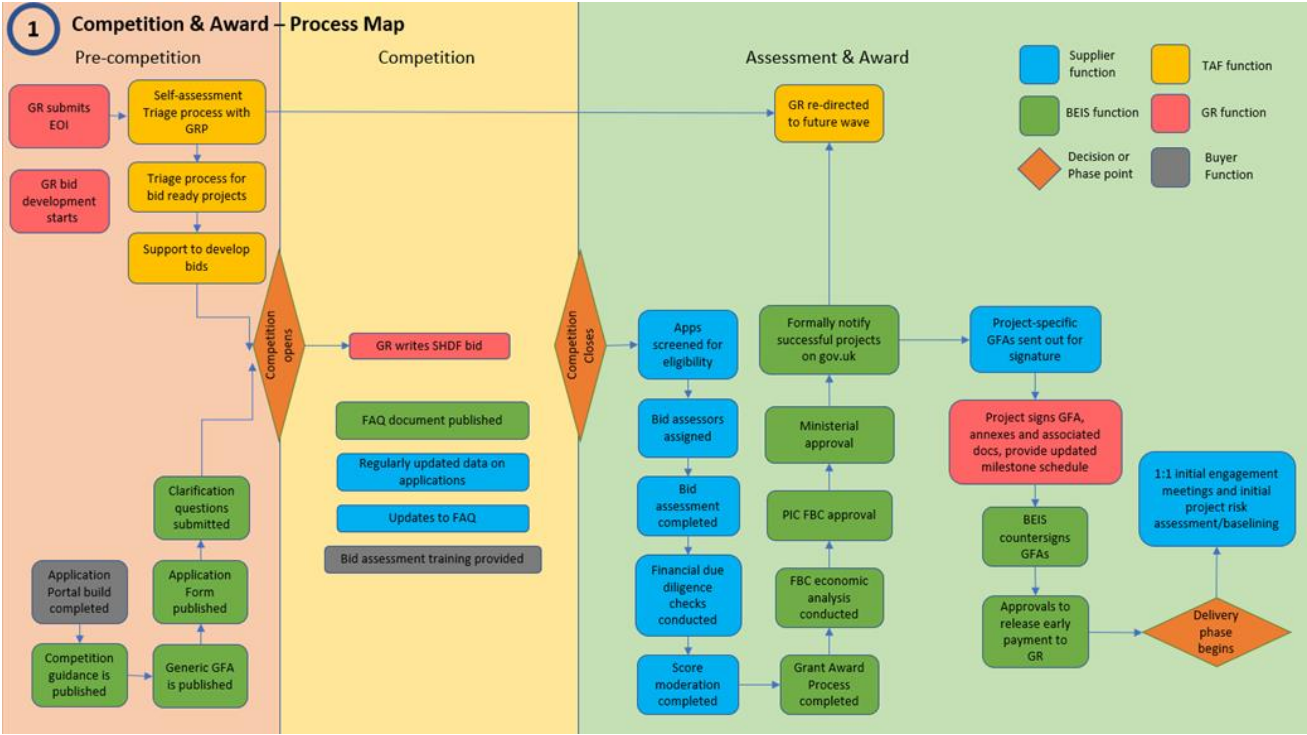 1
Competition & Award – Process Map
Pre-competition
Competition
Assessment & Award
Supplier
function
TAF function
BEIS function
GR function
Decision or
Phase point
Buyer
Function
GR submits
EOI
Self-assessment
Triage process with
GRP
GR re-directed
to future wave
GR bid
development
starts
Triage process for
bid ready projects
Support to develop
bids
Competition
opens
GR writes SHDF bid
FAQ document published
Regularly updated data on
applications
Updates to FAQ
Bid assessment training provided
Clarification
questions
submitted
Application
Portal build
completed
Application
Form
published
Competition
guidance is
published
Generic GFA
is published
Competition
Closes
Apps
screened for
eligibility
Bid assessors
assigned
Bid
assessment
completed
Financial due
diligence
checks
conducted
Score
moderation
completed
Formally notify
successful projects
on gov.uk
Ministerial
approval
PIC FBC approval
FBC economic
analysis
conducted
Grant Award
Process
completed
Project-specific
GFAs sent out for
signature
Project signs GFA,
annexes and associated
docs, provide updated
milestone schedule
BEIS
countersigns
GFAs
Approvals to
release early
payment to
GR
1:1 initial engagement
meetings and initial
project risk
assessment/baselining
Delivery
phase
begins